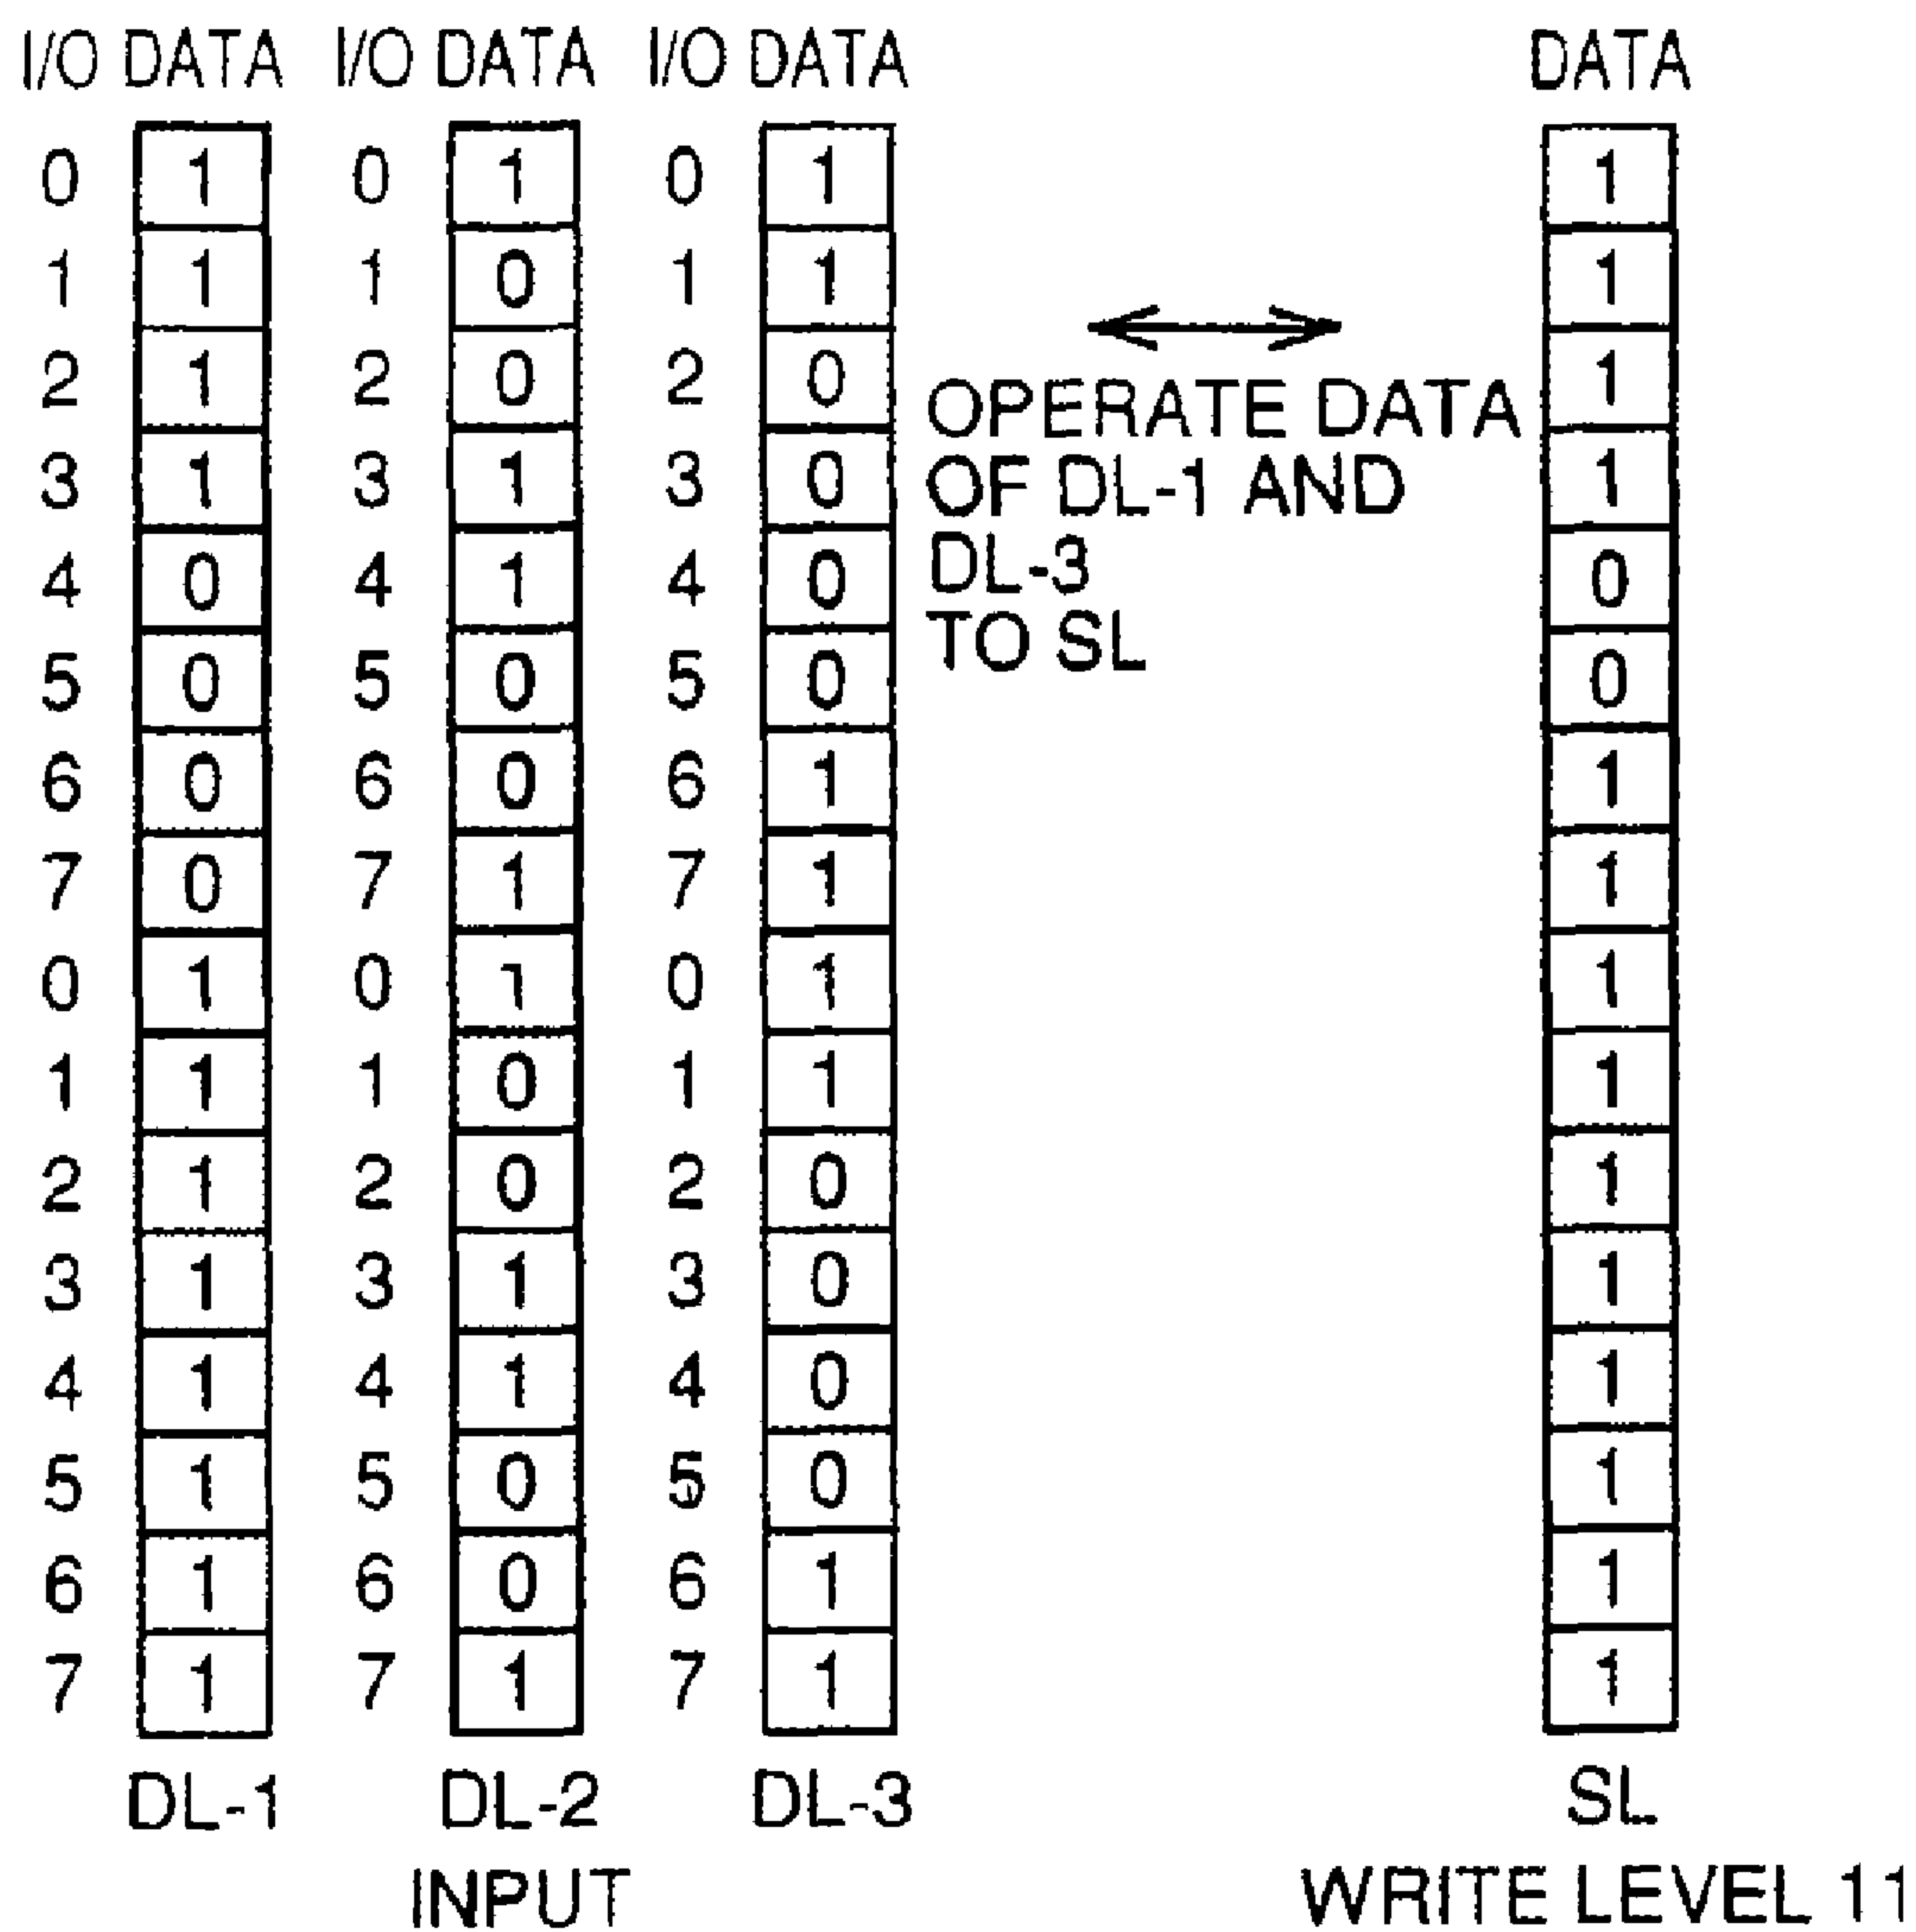 I/O DATA I/O DATA I/O DATA DATA
0 1 0 1 0 1 1
1 1 1 0 1 1 1
2 1 2 0 2 0 1
OPERATE DATA
3 1 3 1 3 0 1
OF DL-1 AND
4 0 4 1 4 0 0
DL-3
5 0 5 0 5 0 0
TO SL
6 0 6 0 6 1 1
7 0 7 1 7 1 1
0 1 0 1 0 1 1
1 1 1 0 1 1 1
2 1 2 0 2 0 1
3 1 3 1 3 0 1
4 1 4 1 4 0 1
5 1 5 0 5 0 1
6 1 6 0 6 1 1
7 1 7 1 7 1 1
DL-1 DL-2 DL-3 SL
INPUT WRITE LEVEL 11